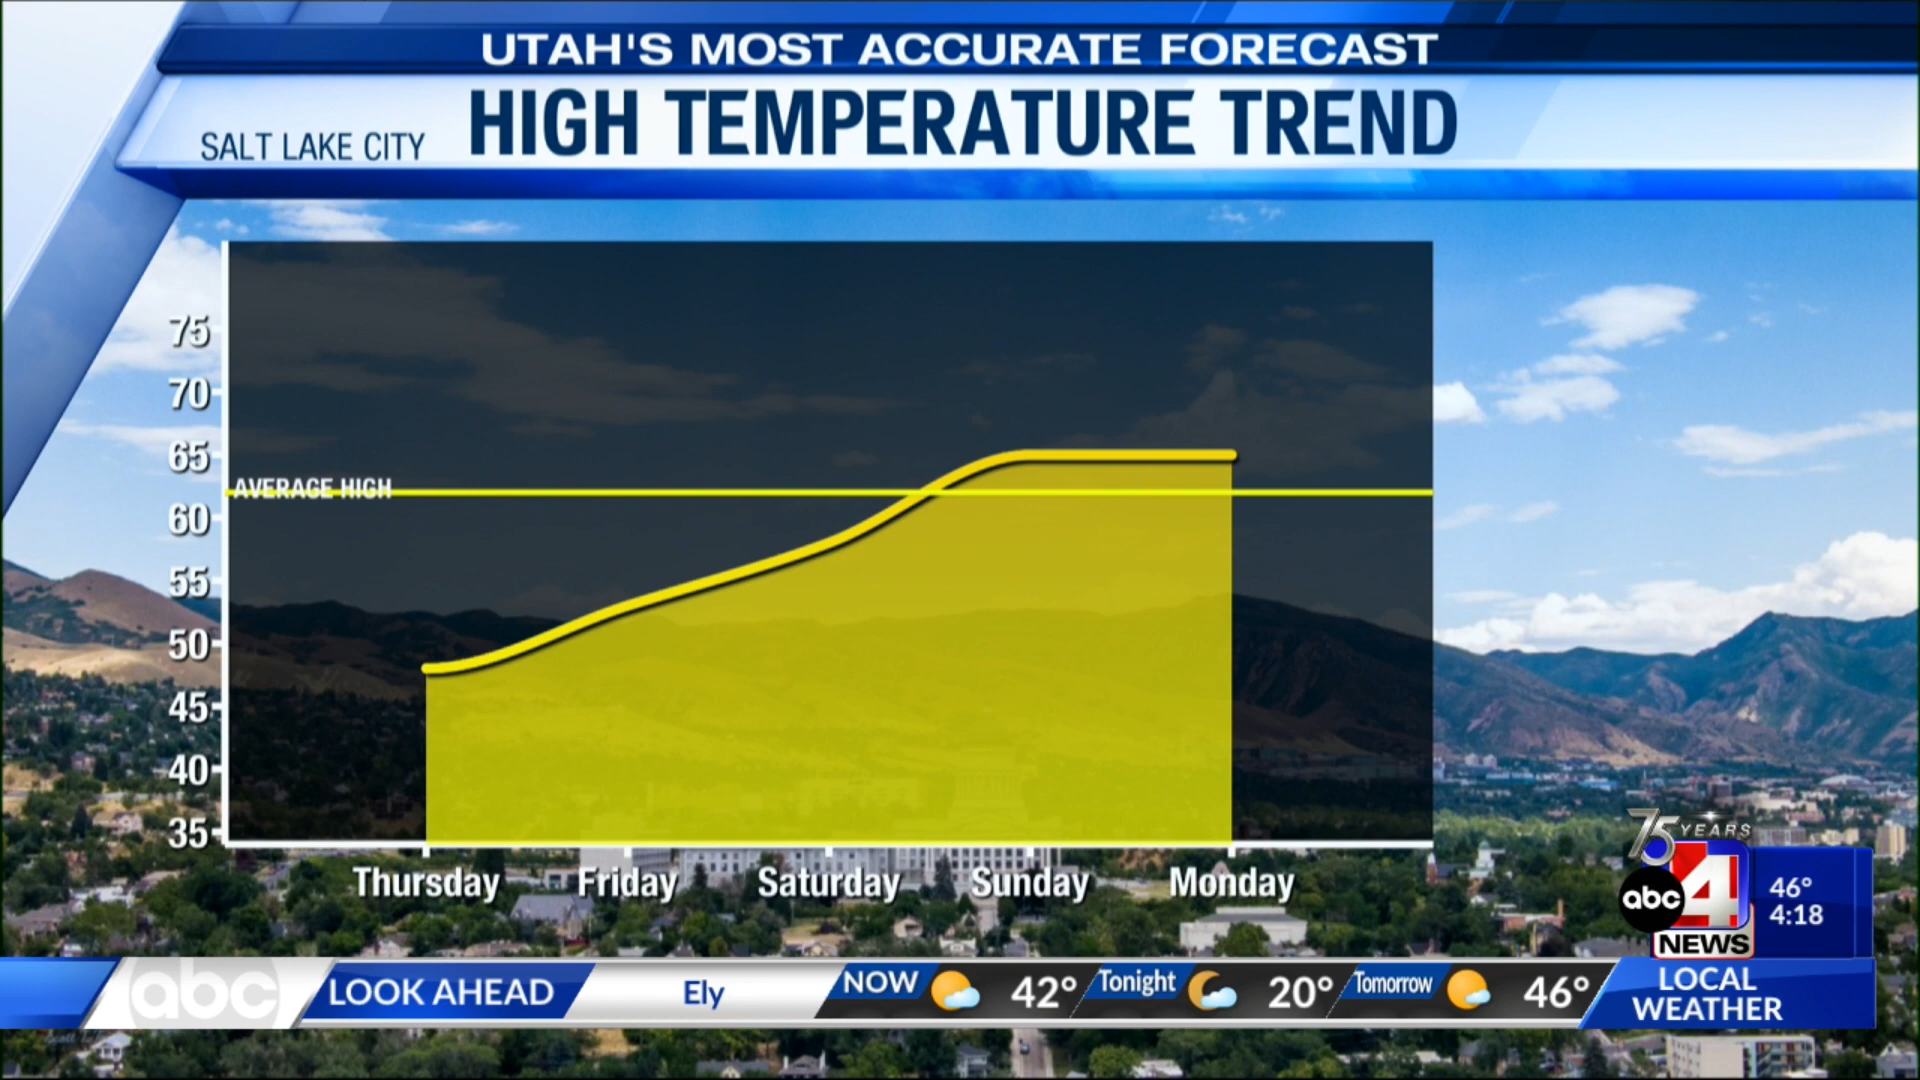 UTAH'S MOST ACCURATE FORECAST
SALT LAKE CITY HIGH TEMPERATURE TREND
75
70
65
AVERAGE HIGH
60
55
50
45
40
35
Thursday Friday Saturday Sunday Monday
75 YEARS
abc 4
NEWS
46°
4:18
abc LOOK AHEAD Ely NOW 42° Tonight 20° Tomorrow 46°
LOCAL
WEATHER